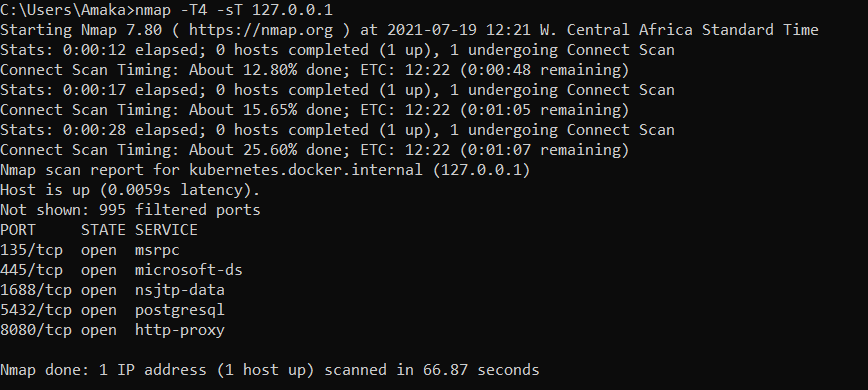 C:\Users\Amaka>nmap -T4 -sT 127.0.0.1
Starting Nmap 7.80 ( https://nmap.org ) at 2021-07-19 12:21 W. Central Africa Standard Time
Stats: 0:00:12 elapsed; 0 hosts completed (1 up), 1 undergoing Connect Scan
Connect Scan Timing: About 12.80% done; ETC: 12:22 (0:00:48 remaining)
Stats: 0:00:17 elapsed; 0 hosts completed (1 up), 1 undergoing Connect Scan
Connect Scan Timing: About 15.65% done; ETC: 12:22 (0:01:05 remaining)
Stats: 0:00:28 elapsed; 0 hosts completed (1 up), 1 undergoing Connect Scan
Connect Scan Timing: About 25.60% done; ETC: 12:22 (0:01:07 remaining)
Nmap scan report for kubernetes.docker.internal (127.0.0.1)
Host is up (0.0059s latency).
Not shown: 995 filtered ports
PORT     STATE SERVICE
135/tcp  open  msrpc
445/tcp  open  microsoft-ds
1688/tcp open  nsjtp-data
5432/tcp open  postgresql
8080/tcp open  http-proxy
Nmap done: 1 IP address (1 host up) scanned in 66.87 seconds